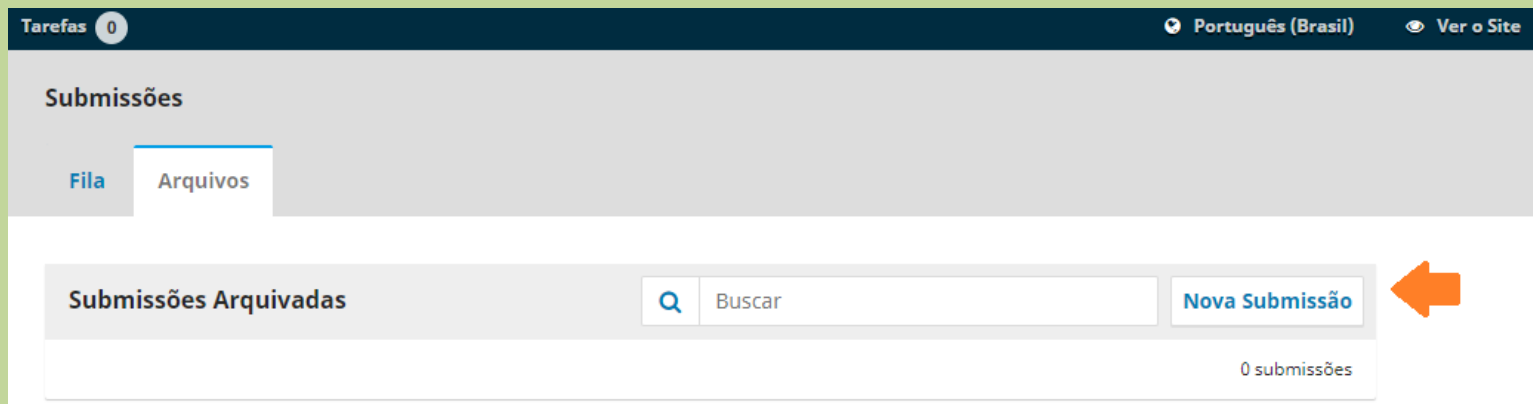 Tarefas 0 Português (Brasil) Ver o Site
Submissões
Fila Arquivos
Submissões Arquivadas Buscar Nova Submissão
0 submissões